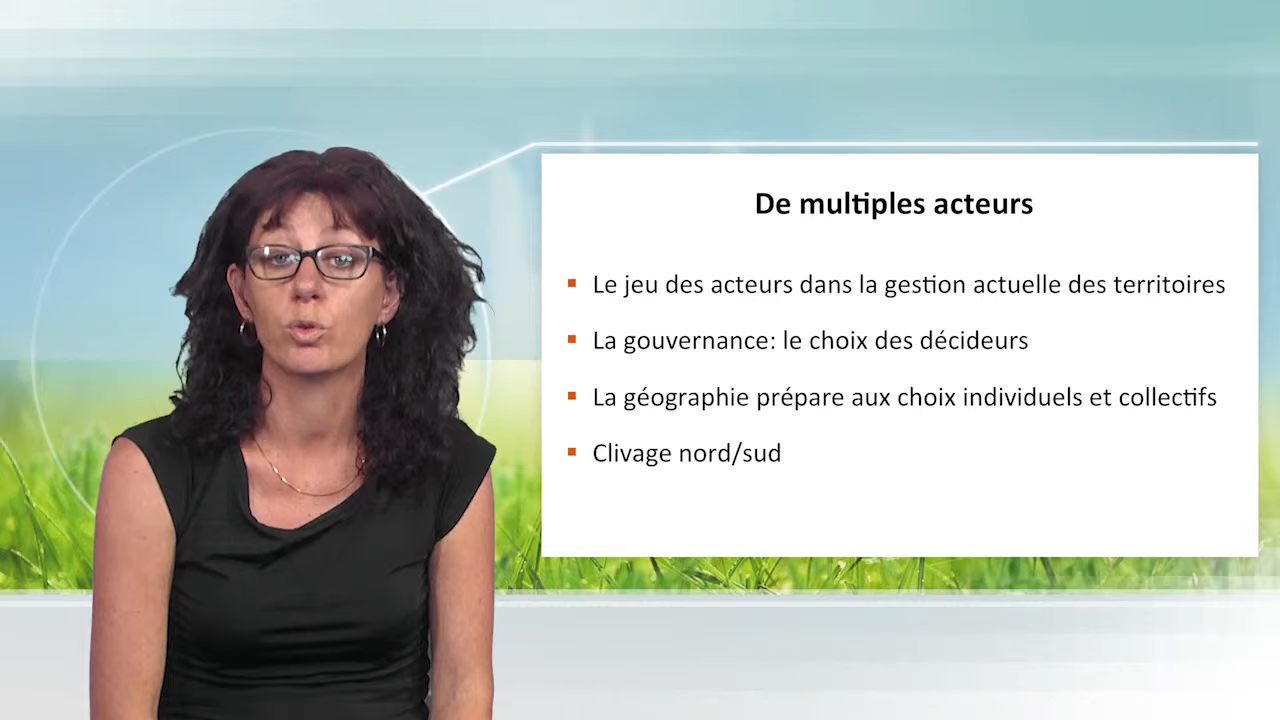 De multiples acteurs
Le jeu des acteurs dans la gestion actuelle des territoires
La gouvernance: le choix des décideurs
La géographie prépare aux choix individuels et collectifs
Clivage nord/sud